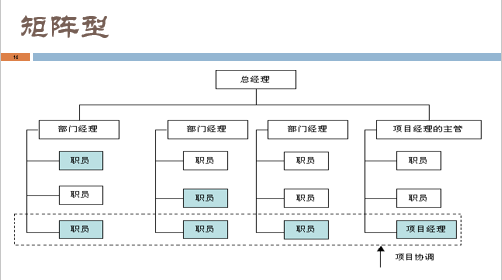 矩阵型
18
总经理
部门经理 部门经理 部门经理 项目经理的主管
职员 职员 职员 职员
职员 职员 职员 职员
职员 职员 职员 项目经理
项目协调